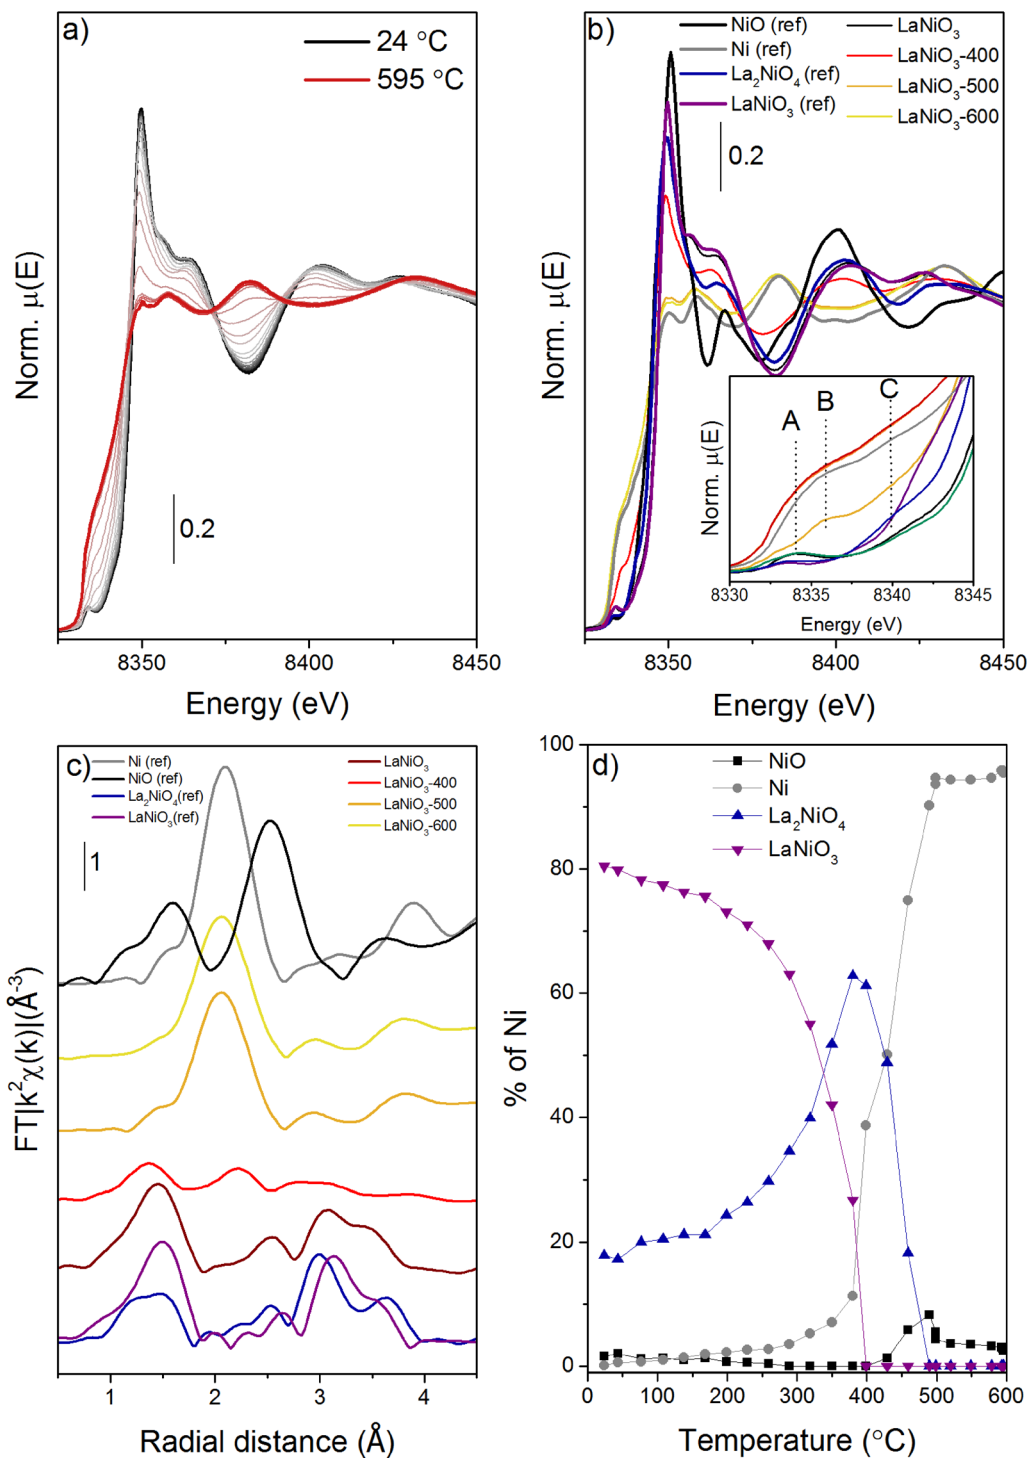 a)
24 °C
595 °C
0.2
Norm. μ(E)
8350
8400
8450
Energy (eV)
b)
NiO (ref)
Ni (ref)
La₂NiO₄ (ref)
LaNiO₃ (ref)
LaNiO₃
LaNiO₃-400
LaNiO₃-500
LaNiO₃-600
0.2
Norm. μ(E)
A
B
C
Norm. μ(E)
8330
8335
8340
8345
Energy (eV)
8350
8400
8450
Energy (eV)
c)
Ni (ref)
NiO (ref)
La₂NiO₄(ref)
LaNiO₃(ref)
LaNiO₃
LaNiO₃-400
LaNiO₃-500
LaNiO₃-600
1
FT|k²χ(k)|(Å⁻³)
1
2
3
4
Radial distance (Å)
d)
NiO
Ni
La₂NiO₄
LaNiO₃
% of Ni
100
80
60
40
20
0
0
100
200
300
400
500
600
Temperature (°C)